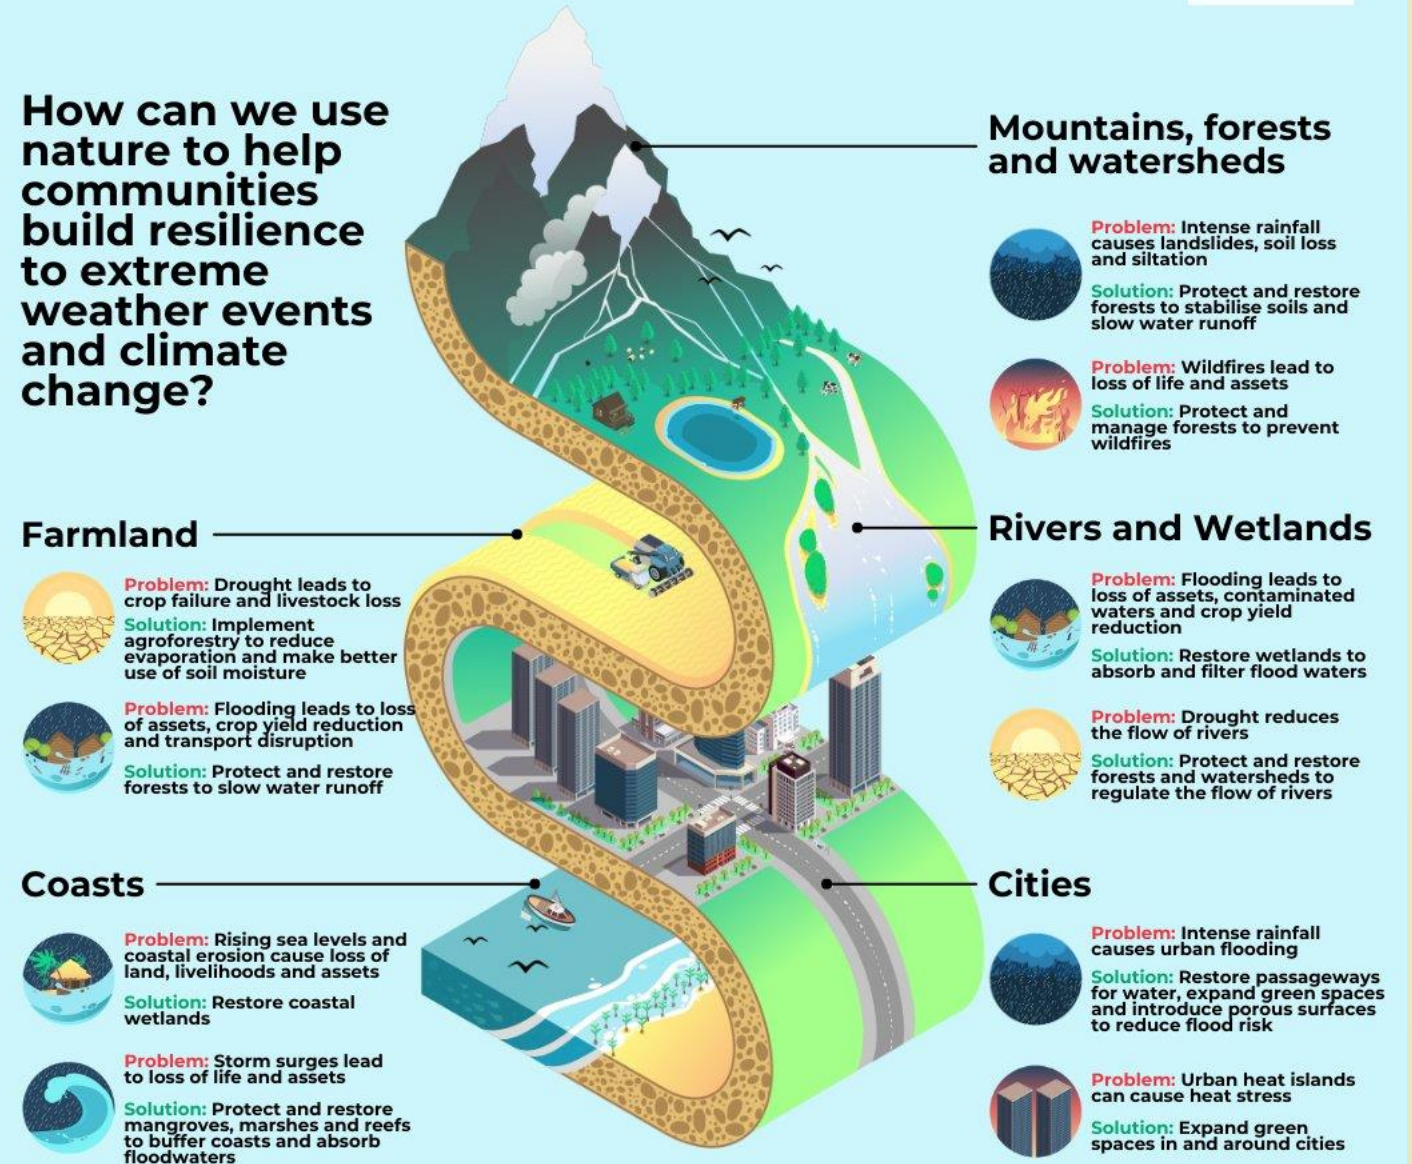 How can we use
nature to help
communities
build resilience
to extreme
weather events
and climate
change?
Mountains, forests
and watersheds
Problem: Intense rainfall
causes landslides, soil loss
and siltation
Solution: Protect and restore
forests to stabilise soils and
slow water runoff
Problem: Wildfires lead to
loss of life and assets
Solution: Protect and
manage forests to prevent
wildfires
Farmland
Problem: Drought leads to
crop failure and livestock loss
Solution: Implement
agroforestry to reduce
evaporation and make better
use of soil moisture
Problem: Flooding leads to loss
of assets, crop yield reduction
and transport disruption
Solution: Protect and restore
forests to slow water runoff
Rivers and Wetlands
Problem: Flooding leads to
loss of assets, contaminated
waters and crop yield
reduction
Solution: Restore wetlands to
absorb and filter flood waters
Problem: Drought reduces
the flow of rivers
Solution: Protect and restore
forests and watersheds to
regulate the flow of rivers
Coasts
Problem: Rising sea levels and
coastal erosion cause loss of
land, livelihoods and assets
Solution: Restore coastal
wetlands
Problem: Storm surges lead
to loss of life and assets
Solution: Protect and restore
mangroves, marshes and reefs
to buffer coasts and absorb
floodwaters
Cities
Problem: Intense rainfall
causes urban flooding
Solution: Restore passageways
for water, expand green spaces
and introduce porous surfaces
to reduce flood risk
Problem: Urban heat islands
can cause heat stress
Solution: Expand green
spaces in and around cities